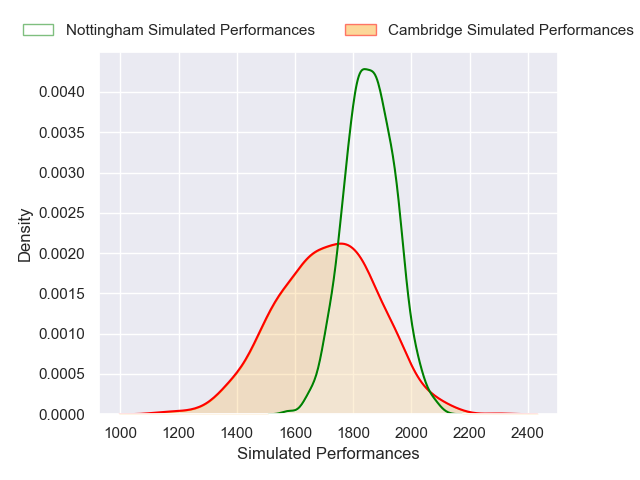 Nottingham Simulated Performances Cambridge Simulated Performances
0.0040
0.0035
0.0030
0.0025
0.0020
0.0015
0.0010
0.0005
0.0000
Density
1000 1200 1400 1600 1800 2000 2200 2400
Simulated Performances